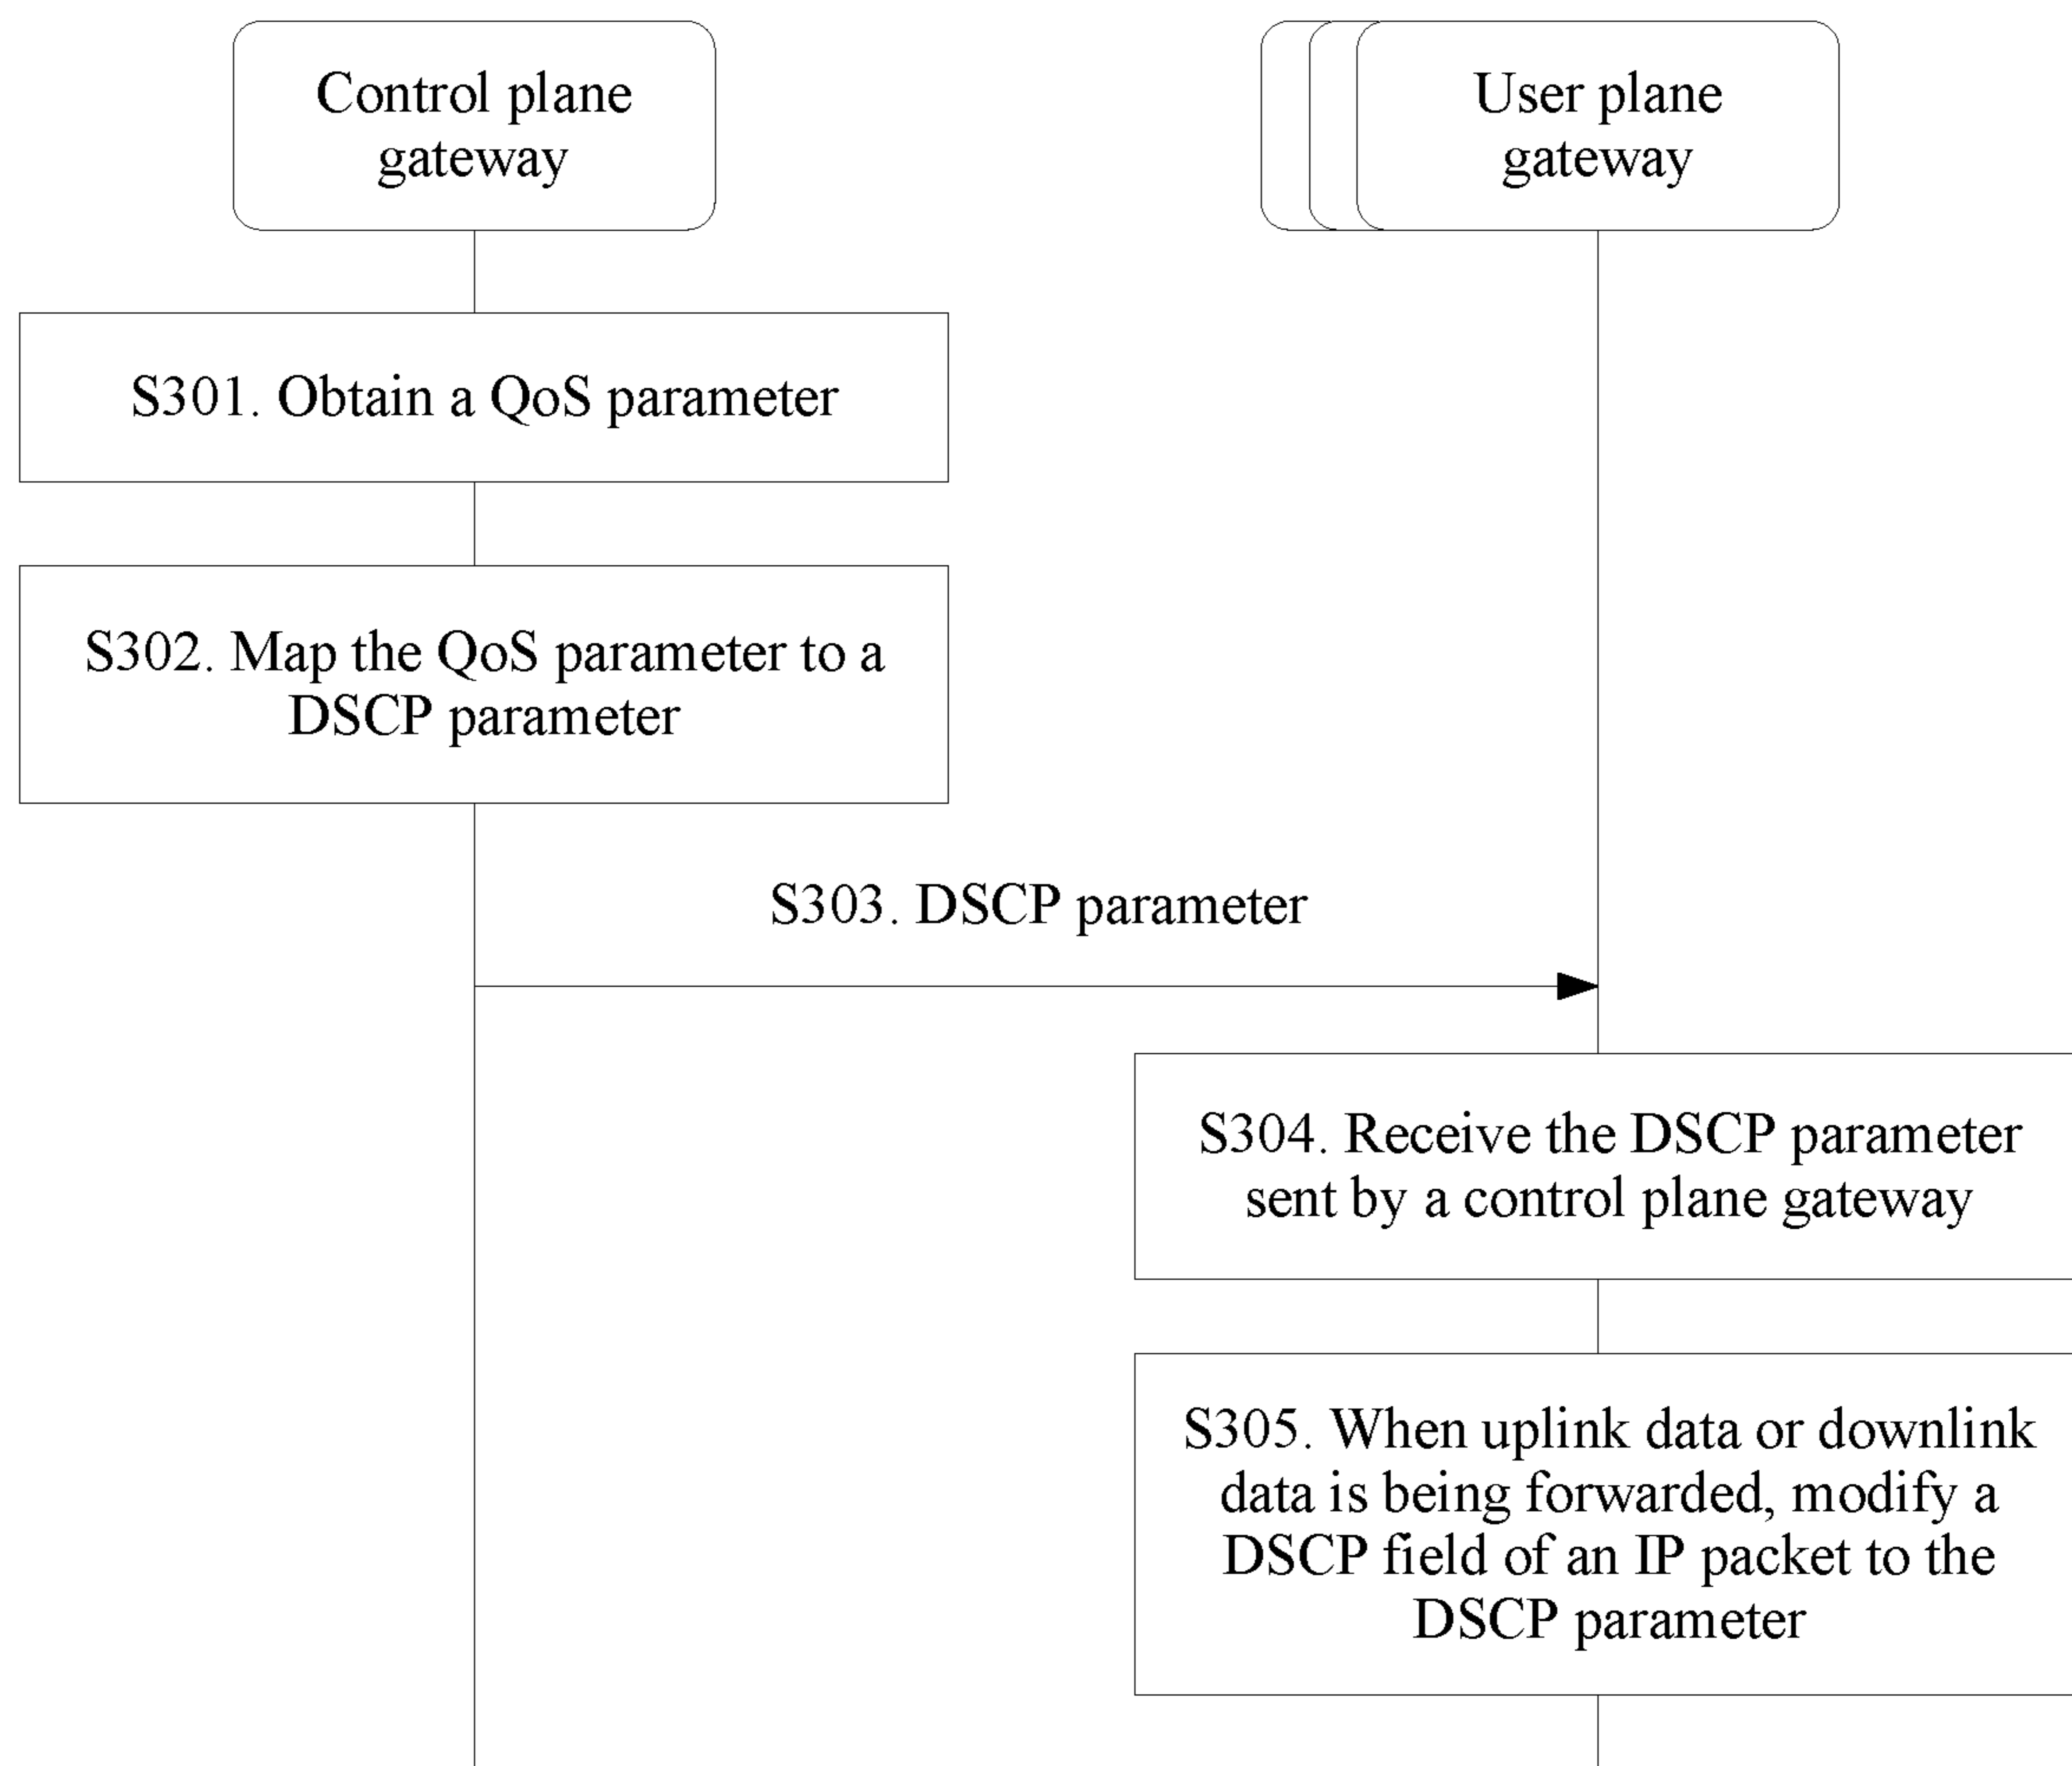 Control plane
gateway
User plane
gateway
S301. Obtain a QoS parameter
S302. Map the QoS parameter to a
DSCP parameter
S303. DSCP parameter
S304. Receive the DSCP parameter
sent by a control plane gateway
S305. When uplink data or downlink
data is being forwarded, modify a
DSCP field of an IP packet to the
DSCP parameter